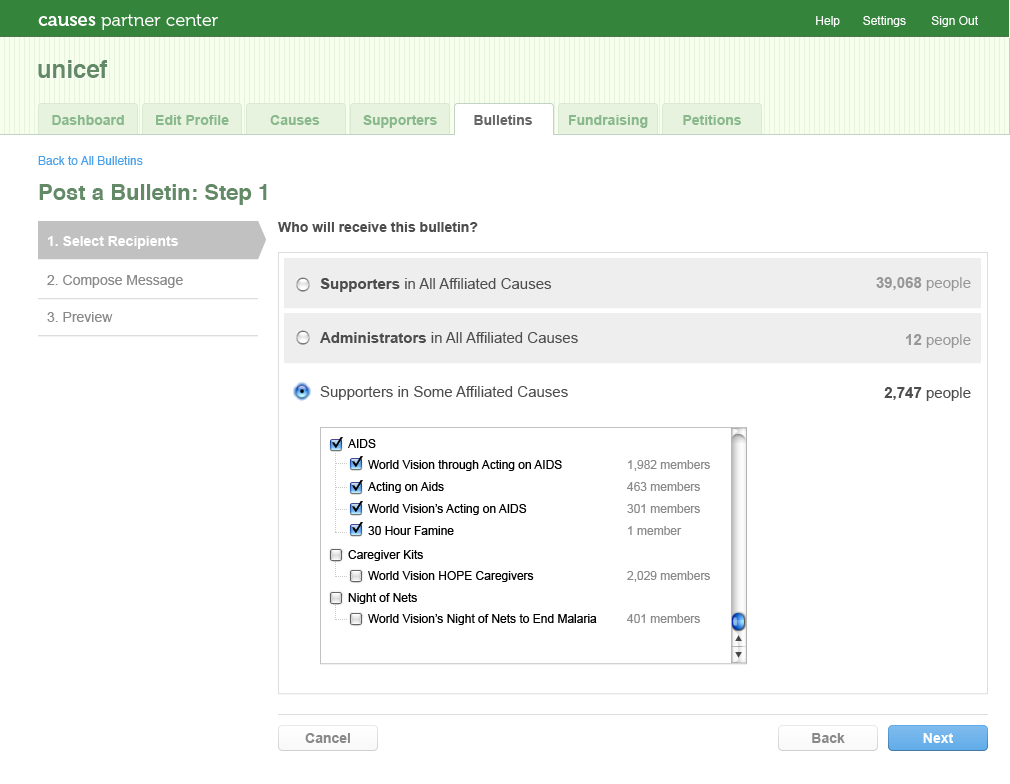 causes partner center
Help Settings Sign Out
unicef
Dashboard Edit Profile Causes Supporters Bulletins Fundraising Petitions
Back to All Bulletins
Post a Bulletin: Step 1
1. Select Recipients
2. Compose Message
3. Preview
Who will receive this bulletin?
Supporters in All Affiliated Causes 39,068 people
Administrators in All Affiliated Causes 12 people
Supporters in Some Affiliated Causes 2,747 people
AIDS
World Vision through Acting on AIDS 1,982 members
Acting on Aids 463 members
World Vision's Acting on AIDS 301 members
30 Hour Famine 1 member
Caregiver Kits
World Vision HOPE Caregivers 2,029 members
Night of Nets
World Vision's Night of Nets to End Malaria 401 members
Cancel Back Next